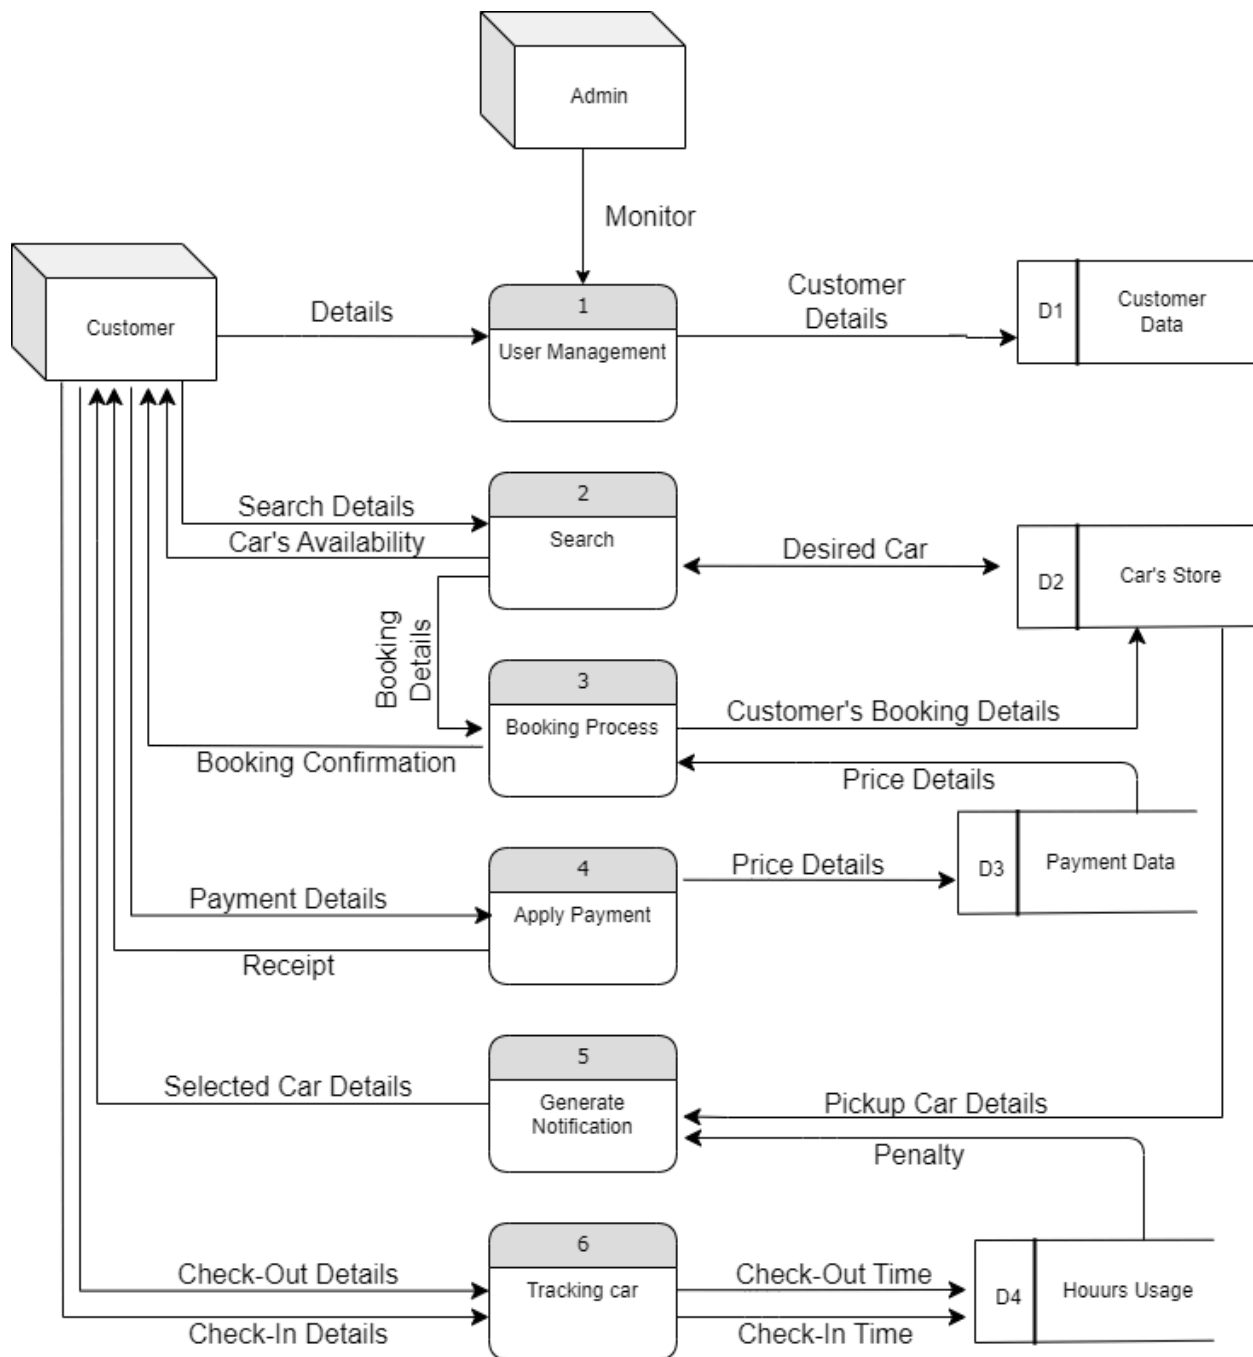 Admin
Monitor
Customer
Details
1
User Management
Customer
Details
D1
Customer
Data
2
Search
Search Details
Car's Availability
Desired Car
D2
Car's Store
Booking
Details
3
Booking Process
Customer's Booking Details
Booking Confirmation
Price Details
4
Apply Payment
Price Details
D3
Payment Data
Payment Details
Receipt
5
Generate
Notification
Selected Car Details
Pickup Car Details
Penalty
6
Tracking car
Check-Out Details
Check-Out Time
D4
Houurs Usage
Check-In Details
Check-In Time